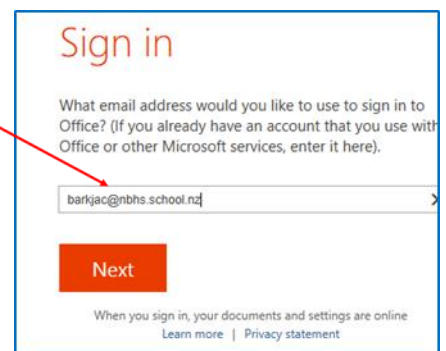 Sign in
What email address would you like to use to sign in to
Office? (If you already have an account that you use with
Office or other Microsoft services, enter it here).
barkjac@nbhs.school.nz
Next
When you sign in, your documents and settings are online
Learn more | Privacy statement